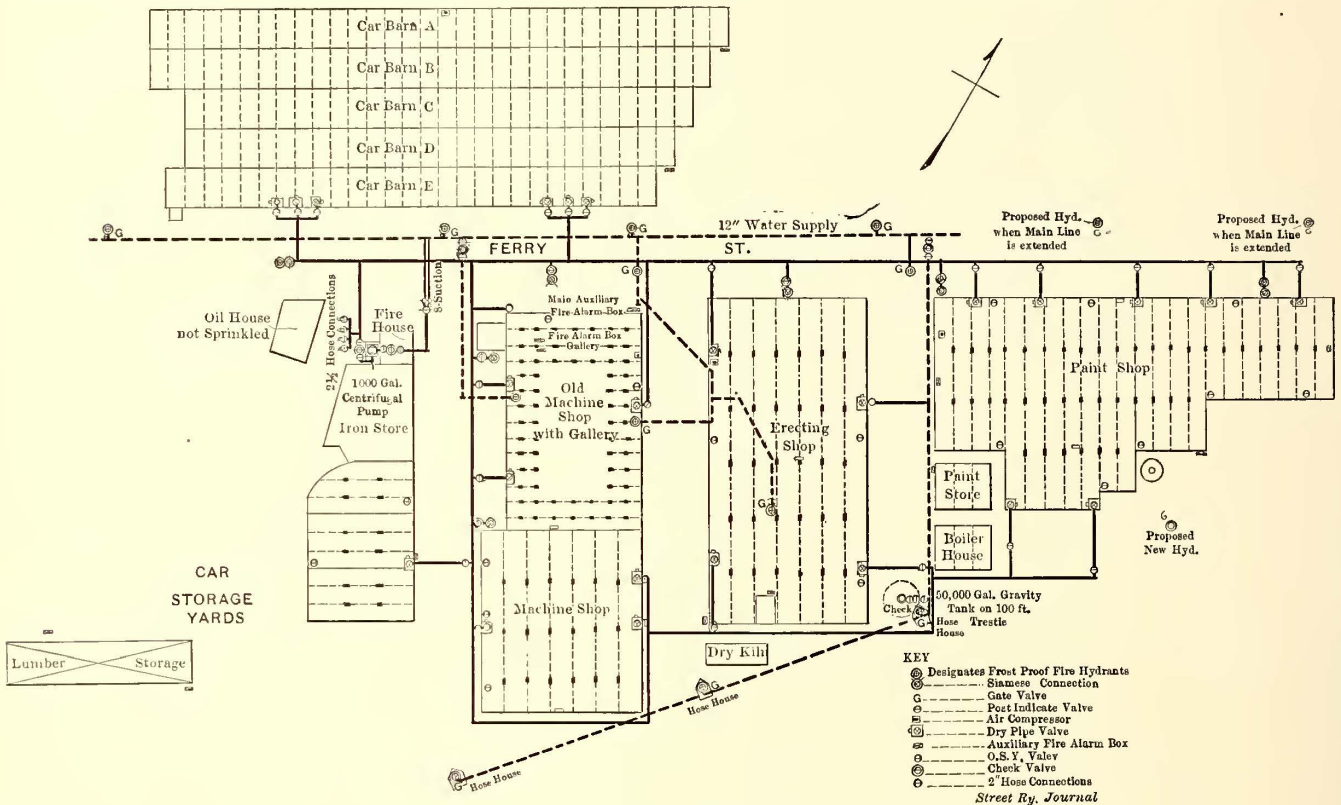 Car Barn A
Car Barn B
Car Barn C
Car Barn D
Car Barn E
G
G
G
12" Water Supply
G
Proposed Hyd.
when Main Line
is extended
G
Proposed Hyd.
when Main Line
is extended
G
FERRY ST.
G
G
8" Suction
2½ Hose Connections
Oil House
not Sprinkled
Fire
House
1000 Gal.
Centrifugal
Pump
Iron Store
Main Auxiliary
Fire Alarm Box
Fire Alarm Box
Gallery
Old
Machine
Shop
with Gallery
G
Erecting
Shop
G
Paint Shop
Paint
Store
Boiler
House
G
Proposed
New Hyd.
CAR
STORAGE
YARDS
Machine Shop
Check
G
50,000 Gal. Gravity
Tank on 100 ft.
Trestle
Hose
House
Lumber Storage
Dry Kiln
G
Hose House
G
Hose House
KEY
Designates Frost Proof Fire Hydrants
Siamese Connection
G Gate Valve
Post Indicate Valve
Air Compressor
Dry Pipe Valve
Auxiliary Fire Alarm Box
O.S.Y. Valev
Check Valve
2" Hose Connections
Street Ry. Journal